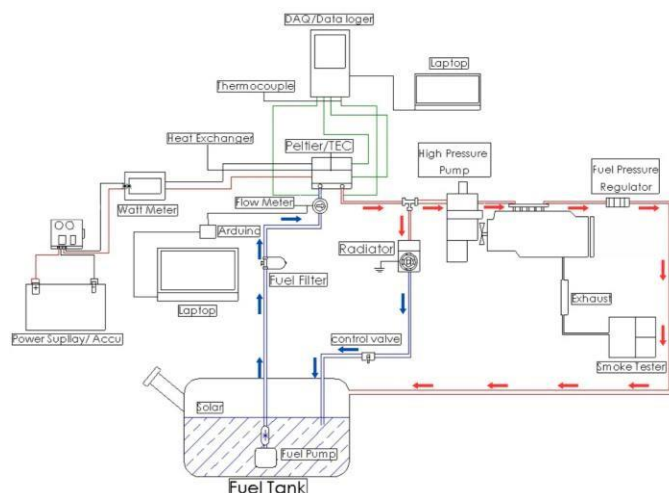 DAQ/Data loger
Laptop
Thermocouple
Heat Exchanger
Peltier/TEC
High Pressure
Pump
Fuel Pressure
Regulator
Flow Meter
Watt Meter
Arduino
Radiator
Fuel Filter
Exhaust
Laptop
Power Supllay/ Accu
control valve
Smoke Tester
Solar
Fuel Pump
Fuel Tank